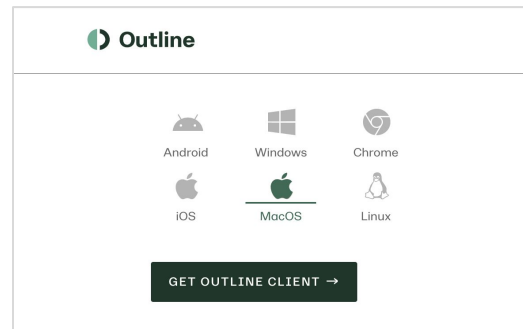 Outline
Android Windows Chrome
iOS MacOS Linux
GET OUTLINE CLIENT →